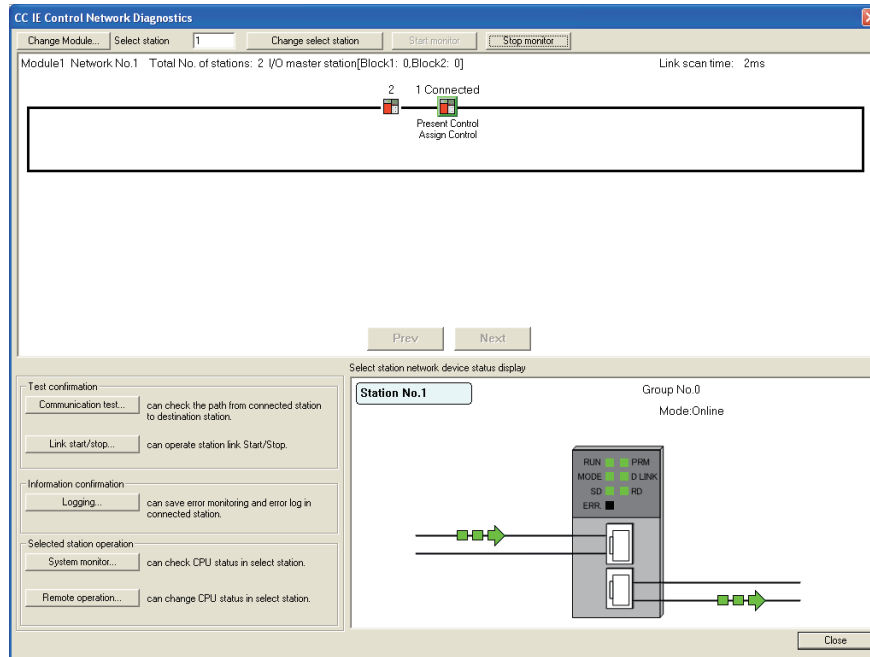 CC IE Control Network Diagnostics
Change Module... Select station 1 Change select station Start monitor Stop monitor
Module1 Network No.1 Total No. of stations: 2 I/O master station[Block1: 0,Block2: 0] Link scan time: 2ms
2 1 Connected
Present Control
Assign Control
Prev Next
Select station network device status display
Test confirmation
Communication test... can check the path from connected station
to destination station.
Link start/stop... can operate station link Start/Stop.
Information confirmation
Logging... can save error monitoring and error log in
connected station.
Selected station operation
System monitor... can check CPU status in select station.
Remote operation... can change CPU status in select station.
Station No.1 Group No.0
Mode:Online
RUN PRM
MODE D LINK
SD RD
ERR.
Close